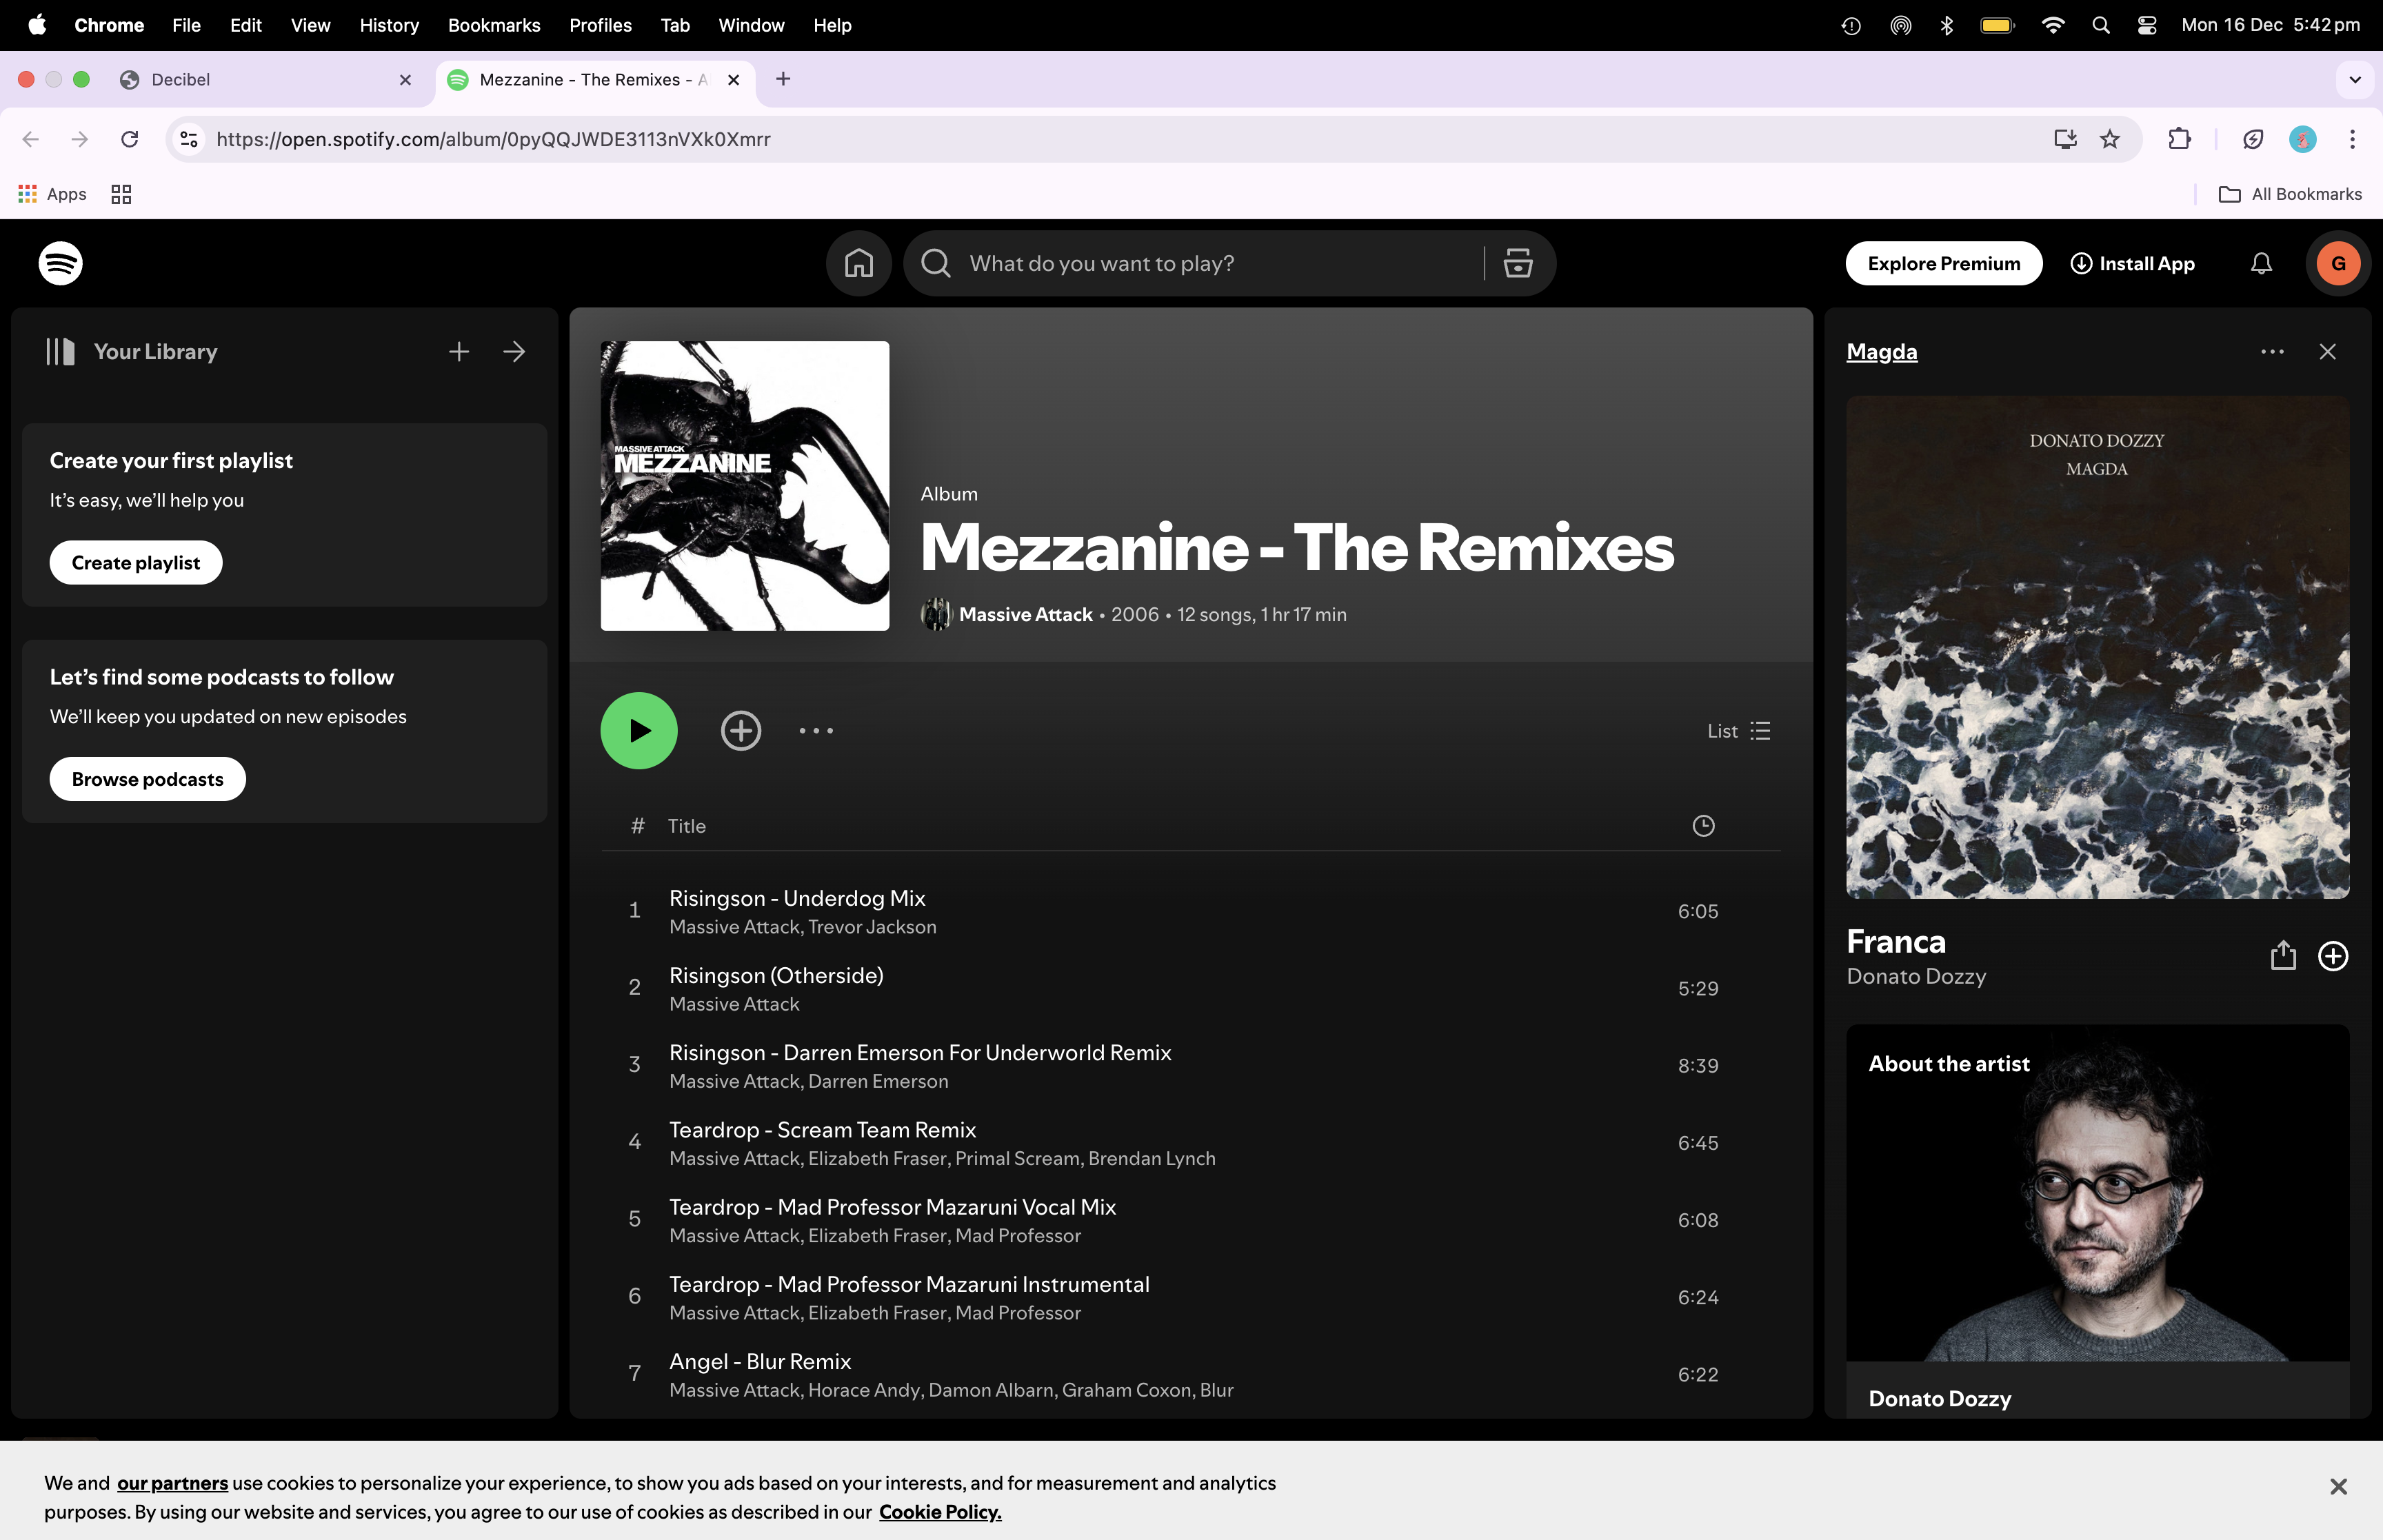 Chrome File Edit View History Bookmarks Profiles Tab Window Help
Mon 16 Dec 5:42 pm
Decibel
Mezzanine - The Remixes - A
https://open.spotify.com/album/0pyQQJWDE3113nVXk0Xmrr
Apps
All Bookmarks
What do you want to play?
Explore Premium
Install App
G
Your Library
Create your first playlist
It's easy, we'll help you
Create playlist
Let's find some podcasts to follow
We'll keep you updated on new episodes
Browse podcasts
MASSIVE ATTACK
MEZZANINE
Album
Mezzanine - The Remixes
Massive Attack • 2006 • 12 songs, 1 hr 17 min
List
# Title
1 Risingson - Underdog Mix 6:05
Massive Attack, Trevor Jackson
2 Risingson (Otherside) 5:29
Massive Attack
3 Risingson - Darren Emerson For Underworld Remix 8:39
Massive Attack, Darren Emerson
4 Teardrop - Scream Team Remix 6:45
Massive Attack, Elizabeth Fraser, Primal Scream, Brendan Lynch
5 Teardrop - Mad Professor Mazaruni Vocal Mix 6:08
Massive Attack, Elizabeth Fraser, Mad Professor
6 Teardrop - Mad Professor Mazaruni Instrumental 6:24
Massive Attack, Elizabeth Fraser, Mad Professor
7 Angel - Blur Remix 6:22
Massive Attack, Horace Andy, Damon Albarn, Graham Coxon, Blur
Magda
DONATO DOZZY
MAGDA
Franca
Donato Dozzy
About the artist
Donato Dozzy
We and our partners use cookies to personalize your experience, to show you ads based on your interests, and for measurement and analytics
purposes. By using our website and services, you agree to our use of cookies as described in our Cookie Policy.